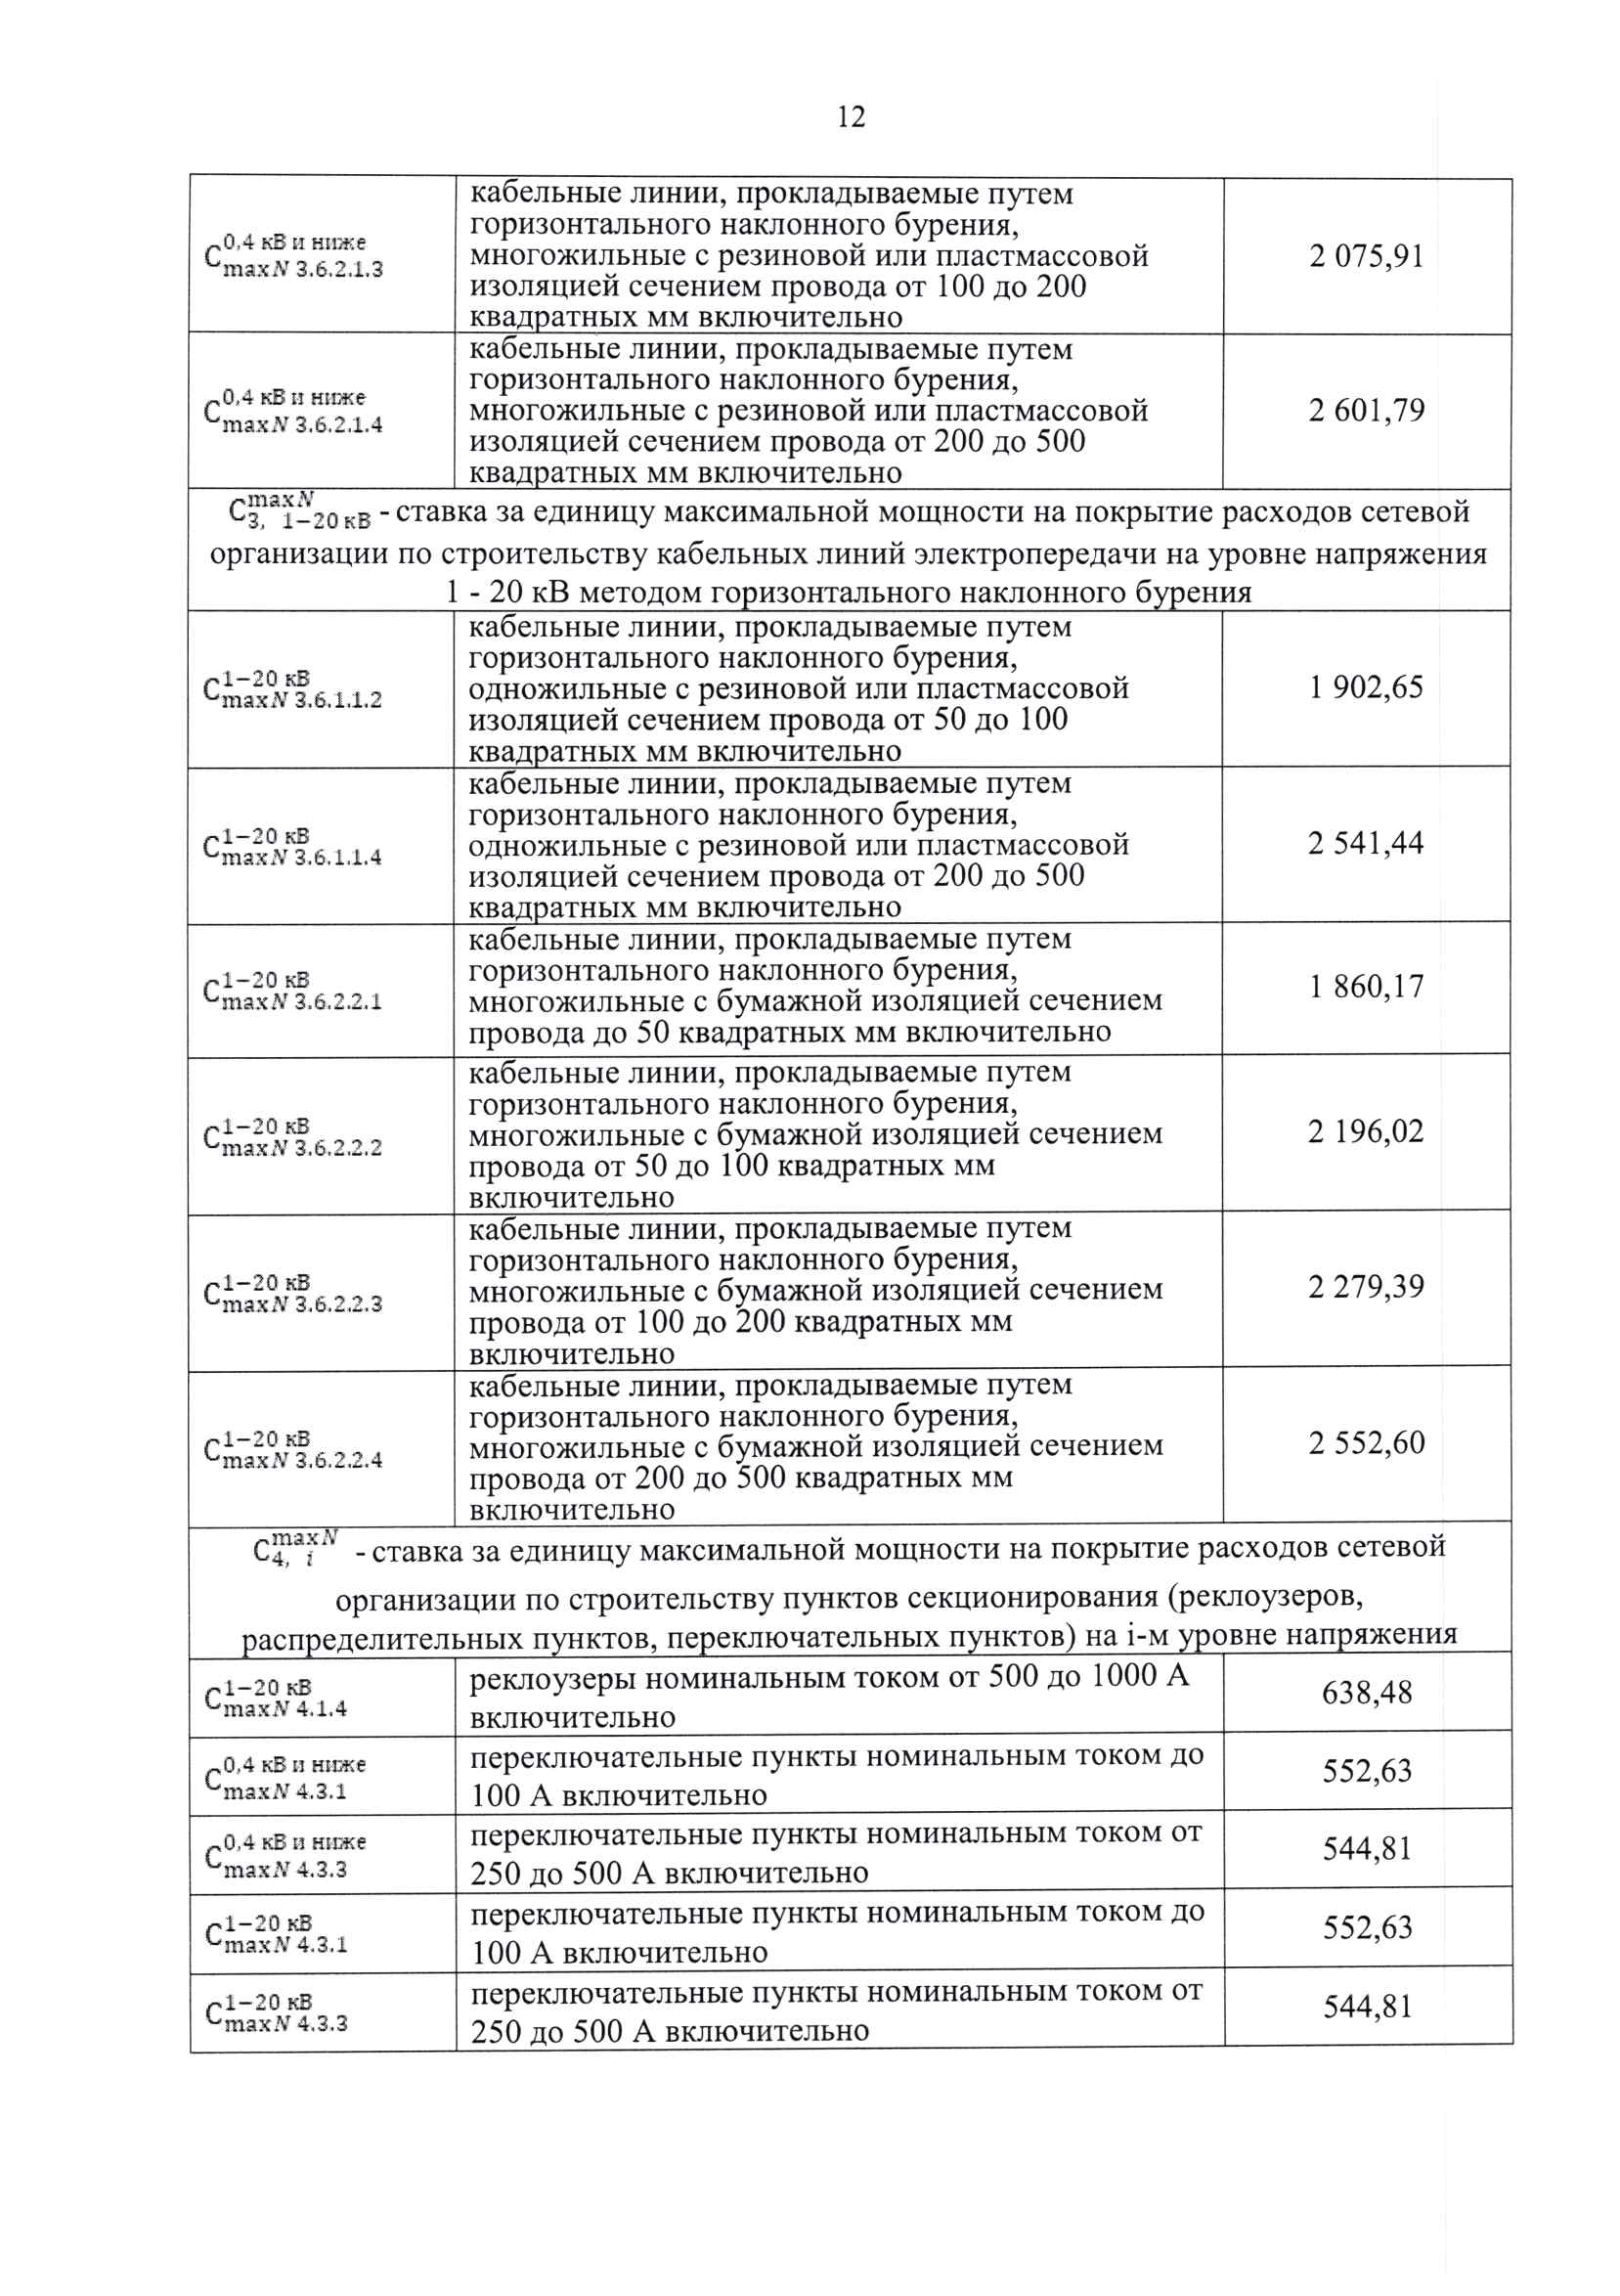 12
C 0,4 кВ и ниже maxN 3.6.2.1.3
кабельные линии, прокладываемые путем
горизонтального наклонного бурения,
многожильные с резиновой или пластмассовой
изоляцией сечением провода от 100 до 200
квадратных мм включительно
2 075,91
C 0,4 кВ и ниже maxN 3.6.2.1.4
кабельные линии, прокладываемые путем
горизонтального наклонного бурения,
многожильные с резиновой или пластмассовой
изоляцией сечением провода от 200 до 500
квадратных мм включительно
2 601,79
C maxN 3, 1–20 кВ - ставка за единицу максимальной мощности на покрытие расходов сетевой
организации по строительству кабельных линий электропередачи на уровне напряжения
1 - 20 кВ методом горизонтального наклонного бурения
C 1–20 кВ maxN 3.6.1.1.2
кабельные линии, прокладываемые путем
горизонтального наклонного бурения,
одножильные с резиновой или пластмассовой
изоляцией сечением провода от 50 до 100
квадратных мм включительно
1 902,65
C 1–20 кВ maxN 3.6.1.1.4
кабельные линии, прокладываемые путем
горизонтального наклонного бурения,
одножильные с резиновой или пластмассовой
изоляцией сечением провода от 200 до 500
квадратных мм включительно
2 541,44
C 1–20 кВ maxN 3.6.2.2.1
кабельные линии, прокладываемые путем
горизонтального наклонного бурения,
многожильные с бумажной изоляцией сечением
провода до 50 квадратных мм включительно
1 860,17
C 1–20 кВ maxN 3.6.2.2.2
кабельные линии, прокладываемые путем
горизонтального наклонного бурения,
многожильные с бумажной изоляцией сечением
провода от 50 до 100 квадратных мм
включительно
2 196,02
C 1–20 кВ maxN 3.6.2.2.3
кабельные линии, прокладываемые путем
горизонтального наклонного бурения,
многожильные с бумажной изоляцией сечением
провода от 100 до 200 квадратных мм
включительно
2 279,39
C 1–20 кВ maxN 3.6.2.2.4
кабельные линии, прокладываемые путем
горизонтального наклонного бурения,
многожильные с бумажной изоляцией сечением
провода от 200 до 500 квадратных мм
включительно
2 552,60
C maxN 4, i - ставка за единицу максимальной мощности на покрытие расходов сетевой
организации по строительству пунктов секционирования (реклоузеров,
распределительных пунктов, переключательных пунктов) на i-м уровне напряжения
C 1–20 кВ maxN 4.1.4
реклоузеры номинальным током от 500 до 1000 А
включительно
638,48
C 0,4 кВ и ниже maxN 4.3.1
переключательные пункты номинальным током до
100 А включительно
552,63
C 0,4 кВ и ниже maxN 4.3.3
переключательные пункты номинальным током от
250 до 500 А включительно
544,81
C 1–20 кВ maxN 4.3.1
переключательные пункты номинальным током до
100 А включительно
552,63
C 1–20 кВ maxN 4.3.3
переключательные пункты номинальным током от
250 до 500 А включительно
544,81